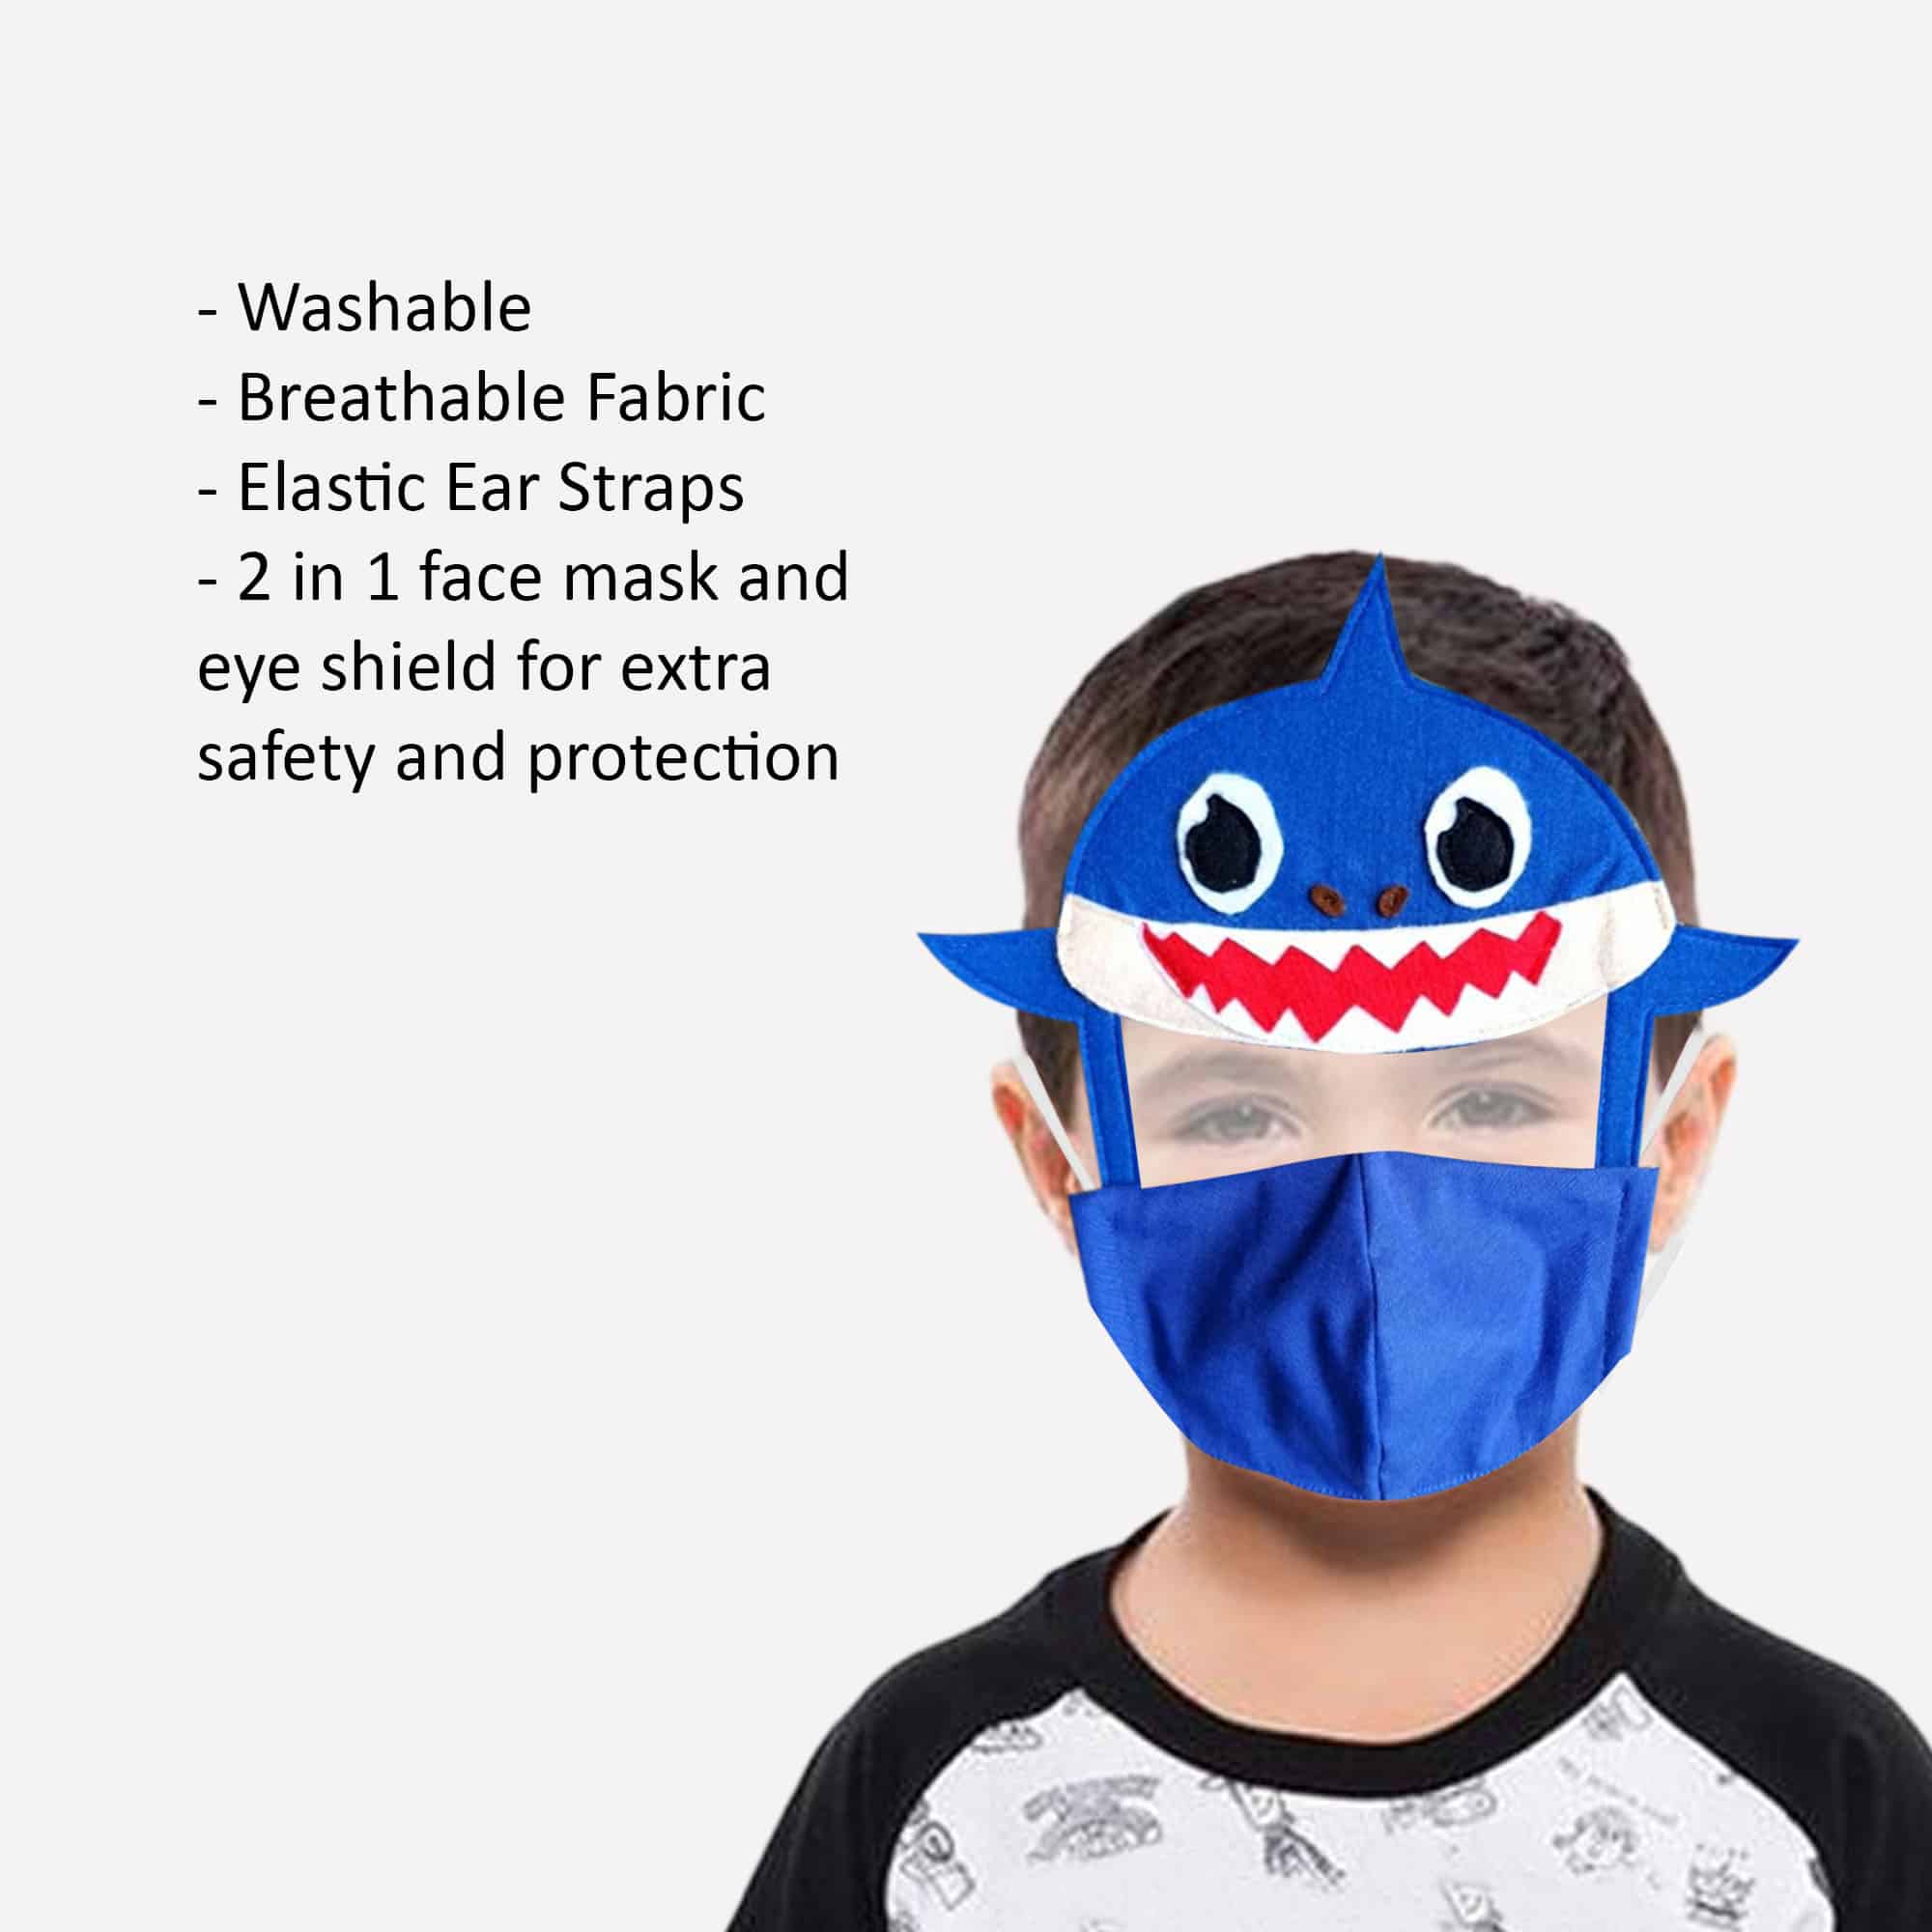 - Washable
- Breathable Fabric
- Elastic Ear Straps
- 2 in 1 face mask and
eye shield for extra
safety and protection